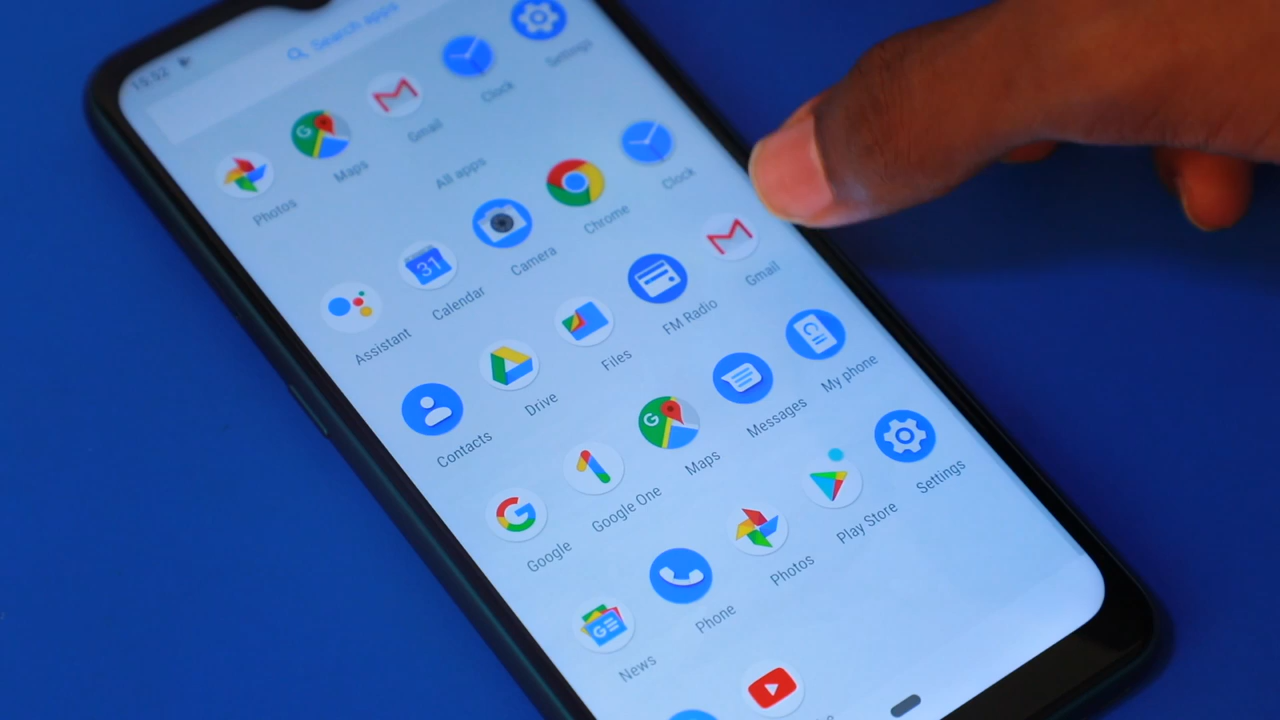 15:52
Search apps
Photos
Maps
Gmail
Clock
Settings
All apps
Assistant
Calendar
31
Camera
Chrome
Clock
Contacts
Drive
Files
FM Radio
Gmail
Google
Google One
Maps
Messages
My phone
News
Phone
Photos
Play Store
Settings